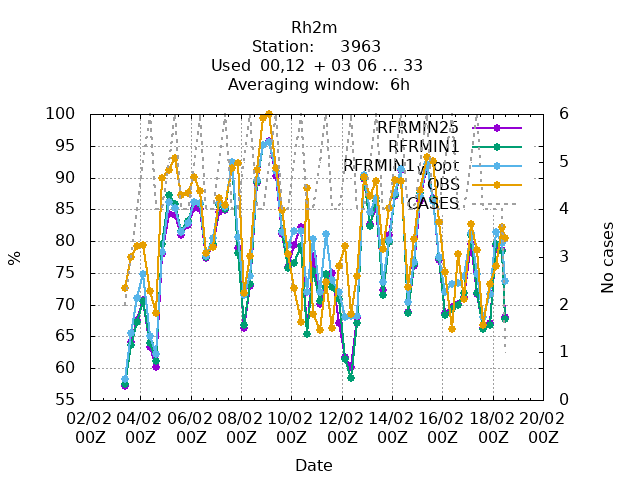 Rh2m
Station: 3963
Used 00,12 + 03 06 ... 33
Averaging window: 6h
100
95
90
85
80
75
70
65
60
55
%
6
5
4
3
2
1
0
No cases
RFRMIN25
RFRMIN1
RFRMIN1_opt
OBS
CASES
02/02 04/02 06/02 08/02 10/02 12/02 14/02 16/02 18/02 20/02
00Z 00Z 00Z 00Z 00Z 00Z 00Z 00Z 00Z 00Z
Date